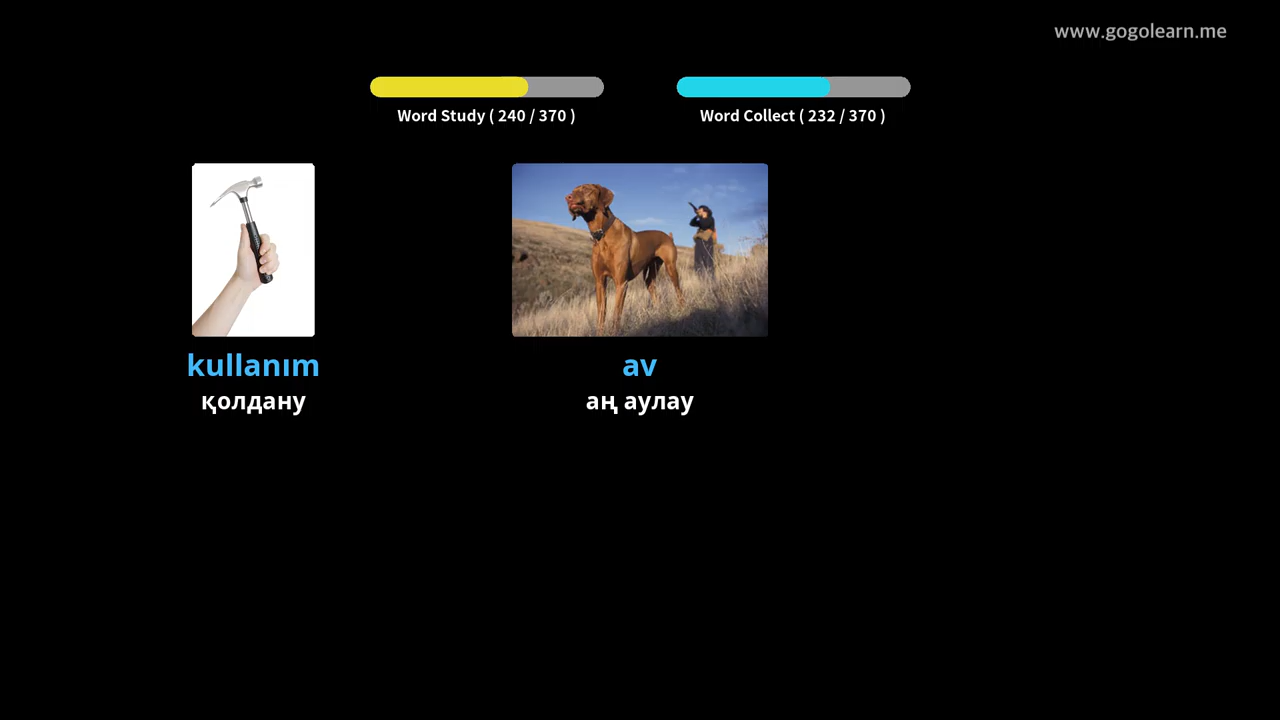 www.gogolearn.me
Word Study ( 240 / 370 )
Word Collect ( 232 / 370 )
kullanım
қолдану
av
аң аулау